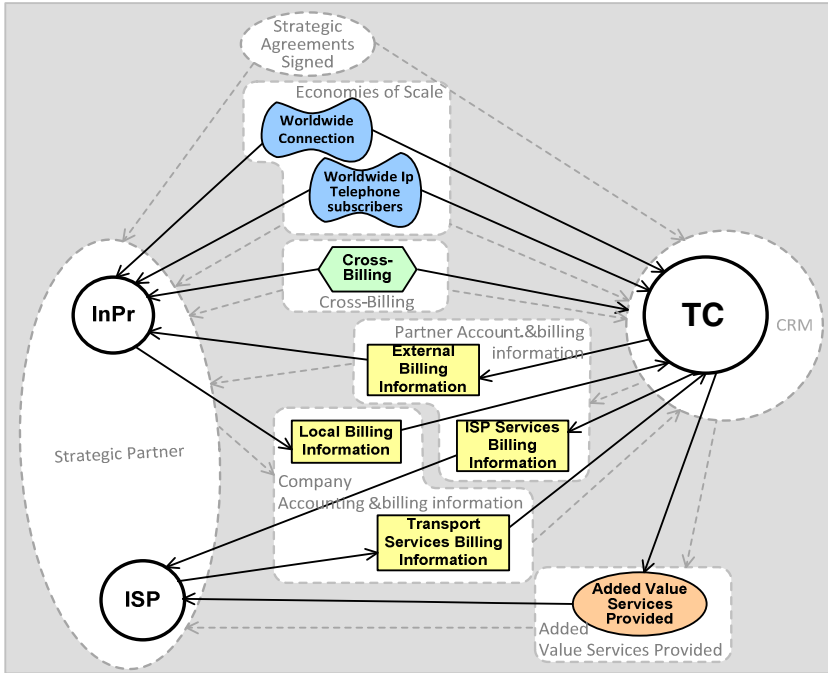 Strategic
Agreements
Signed
Economies of Scale
Worldwide
Connection
Worldwide Ip
Telephone
subscribers
Cross-
Billing
Cross-Billing
InPr
TC
CRM
Partner Account.&billing
information
External
Billing
Information
Local Billing
Information
ISP Services
Billing
Information
Strategic Partner
Company
Accounting &billing information
Transport
Services Billing
Information
ISP
Added Value
Services
Provided
Added
Value Services Provided